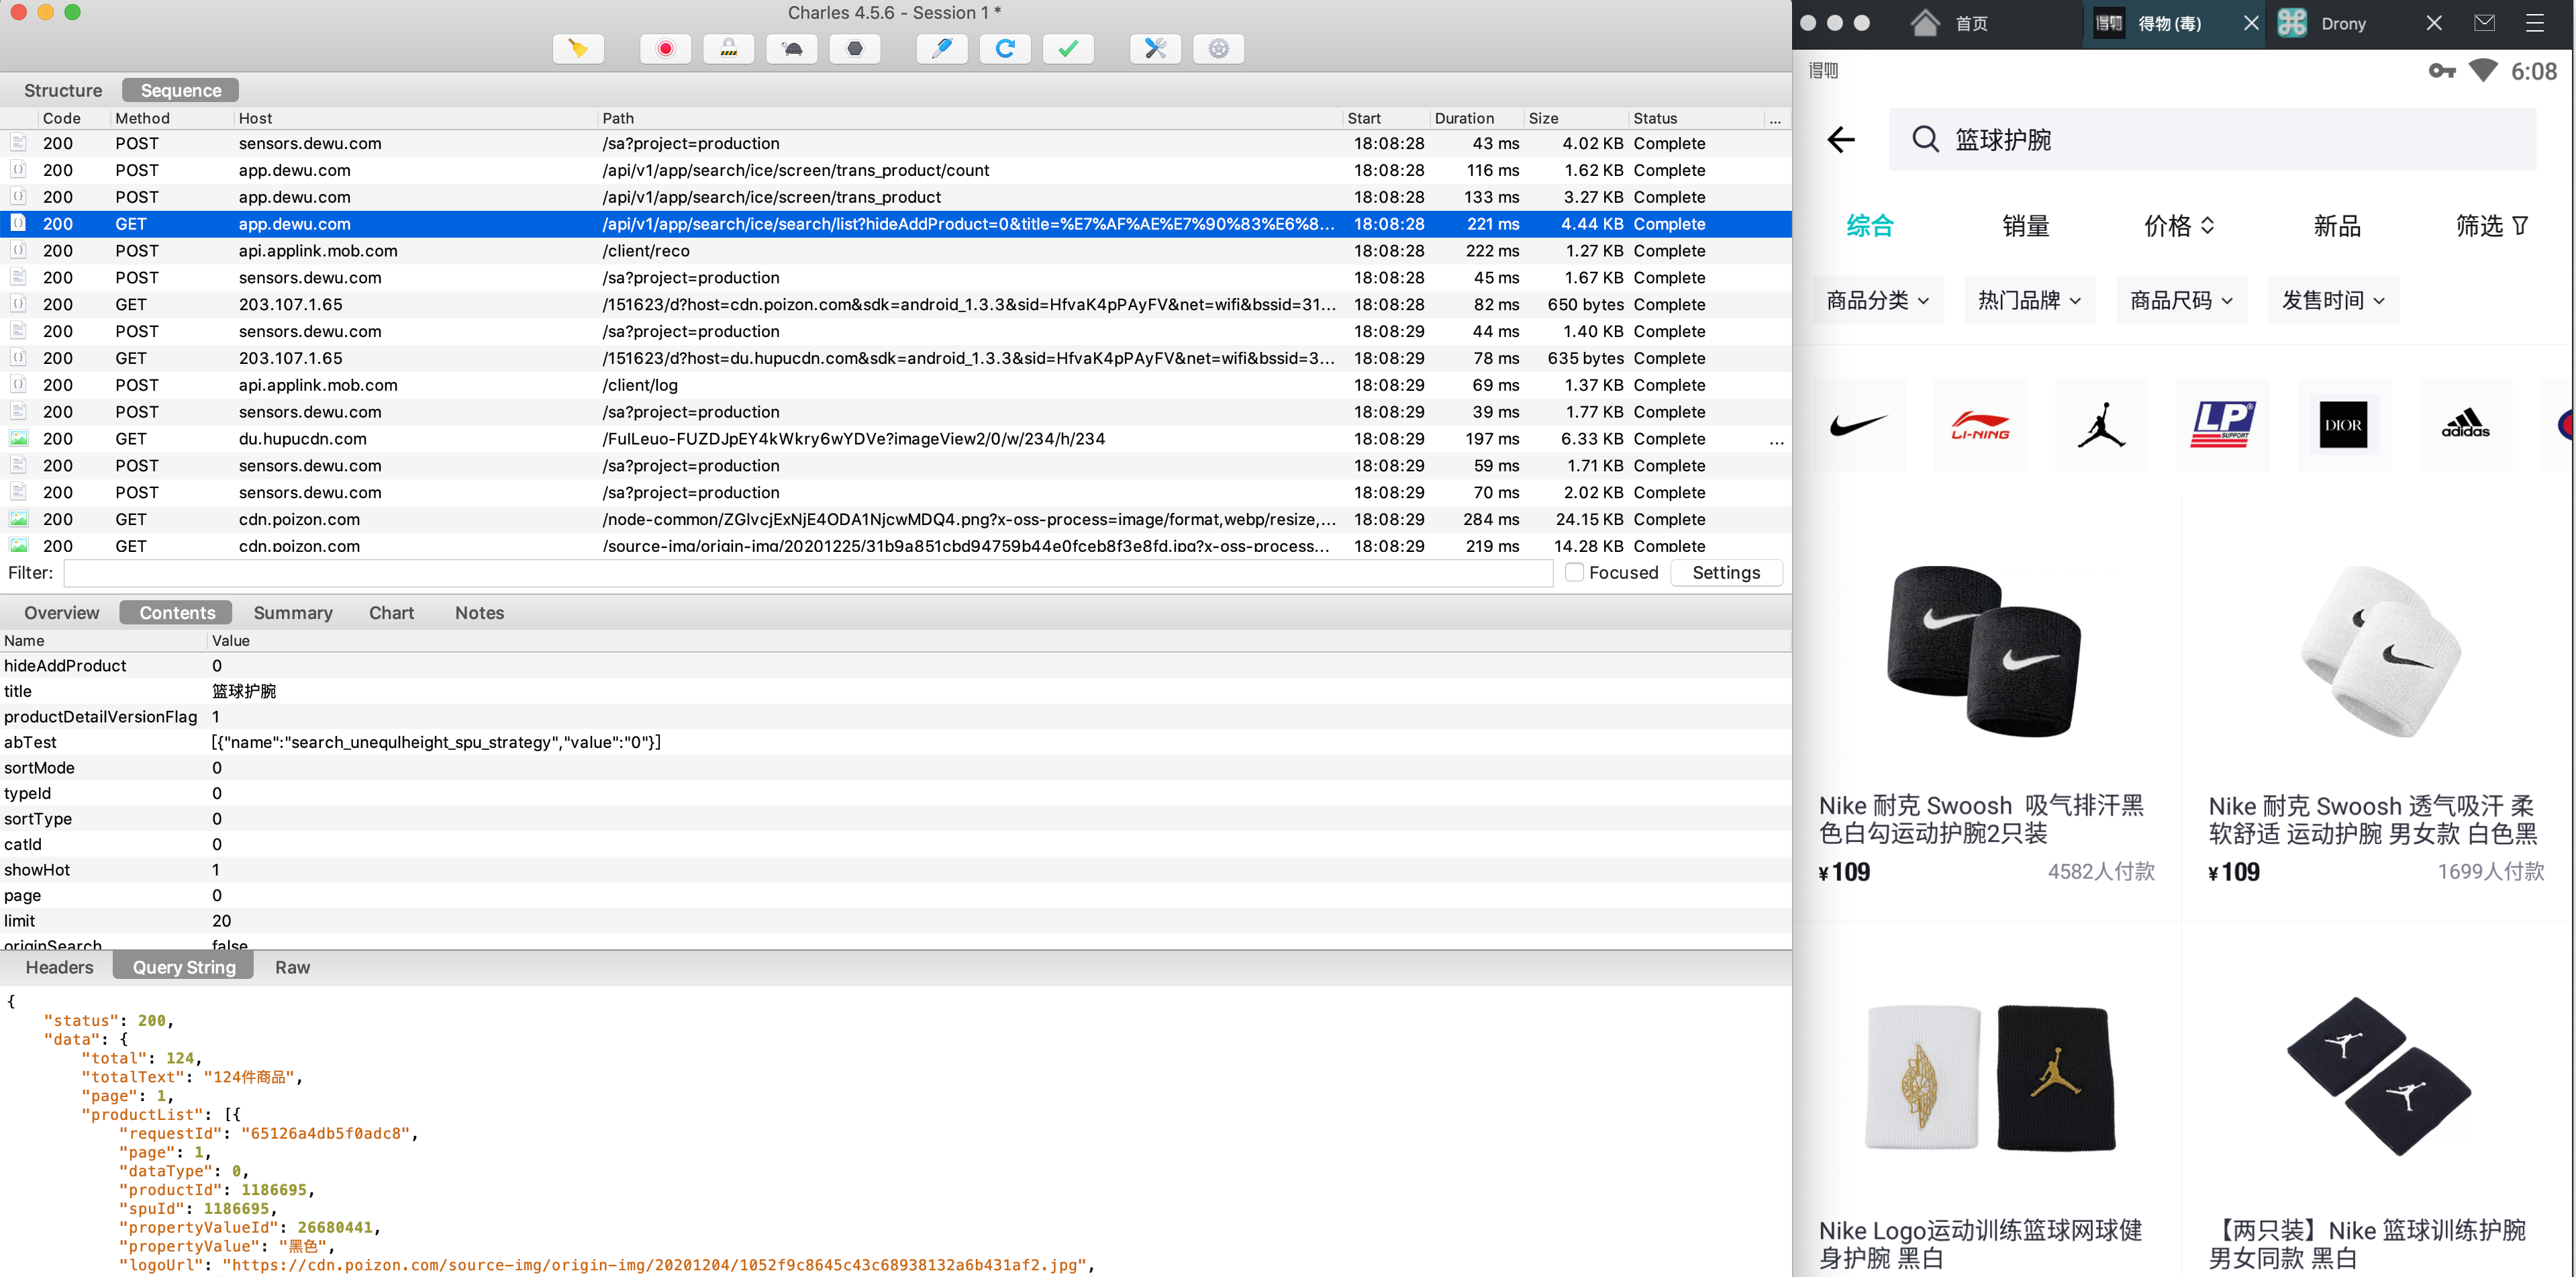 Charles 4.5.6 - Session 1 *
Structure Sequence
Code Method Host Path Start Duration Size Status ...
200 POST sensors.dewu.com /sa?project=production 18:08:28 43 ms 4.02 KB Complete
200 POST app.dewu.com /api/v1/app/search/ice/screen/trans_product/count 18:08:28 116 ms 1.62 KB Complete
200 POST app.dewu.com /api/v1/app/search/ice/screen/trans_product 18:08:28 133 ms 3.27 KB Complete
200 GET app.dewu.com /api/v1/app/search/ice/search/list?hideAddProduct=0&title=%E7%AF%AE%E7%90%83%E6%8... 18:08:28 221 ms 4.44 KB Complete
200 POST api.applink.mob.com /client/reco 18:08:28 222 ms 1.27 KB Complete
200 POST sensors.dewu.com /sa?project=production 18:08:28 45 ms 1.67 KB Complete
200 GET 203.107.1.65 /151623/d?host=cdn.poizon.com&sdk=android_1.3.3&sid=HfvaK4pPAyFV&net=wifi&bssid=31... 18:08:28 82 ms 650 bytes Complete
200 POST sensors.dewu.com /sa?project=production 18:08:29 44 ms 1.40 KB Complete
200 GET 203.107.1.65 /151623/d?host=du.hupucdn.com&sdk=android_1.3.3&sid=HfvaK4pPAyFV&net=wifi&bssid=3... 18:08:29 78 ms 635 bytes Complete
200 POST api.applink.mob.com /client/log 18:08:29 69 ms 1.37 KB Complete
200 POST sensors.dewu.com /sa?project=production 18:08:29 39 ms 1.77 KB Complete
200 GET du.hupucdn.com /FulLeuo-FUZDJpEY4kWkry6wYDVe?imageView2/0/w/234/h/234 18:08:29 197 ms 6.33 KB Complete ...
200 POST sensors.dewu.com /sa?project=production 18:08:29 59 ms 1.71 KB Complete
200 POST sensors.dewu.com /sa?project=production 18:08:29 70 ms 2.02 KB Complete
200 GET cdn.poizon.com /node-common/ZGlvcjExNjE4ODA1NjcwMDQ4.png?x-oss-process=image/format,webp/resize,... 18:08:29 284 ms 24.15 KB Complete
200 GET cdn.poizon.com /source-img/origin-img/20201225/31b9a851cbd94759b44e0fceb8f3e8fd.jpg?x-oss-process... 18:08:29 219 ms 14.28 KB Complete
Filter: Focused Settings
Overview Contents Summary Chart Notes
Name Value
hideAddProduct 0
title 篮球护腕
productDetailVersionFlag 1
abTest [{"name":"search_unequlheight_spu_strategy","value":"0"}]
sortMode 0
typeId 0
sortType 0
catId 0
showHot 1
page 0
limit 20
originSearch false
Headers Query String Raw
{
"status": 200,
"data": {
"total": 124,
"totalText": "124件商品",
"page": 1,
"productList": [{
"requestId": "65126a4db5f0adc8",
"page": 1,
"dataType": 0,
"productId": 1186695,
"spuId": 1186695,
"propertyValueId": 26680441,
"propertyValue": "黑色",
"logoUrl": "https://cdn.poizon.com/source-img/origin-img/20201204/1052f9c8645c43c68938132a6b431af2.jpg",
首页 得物 得物 (毒) Drony
得物 6:08
篮球护腕
综合 销量 价格 新品 筛选
商品分类 热门品牌 商品尺码 发售时间
LI-NING LP SUPPORT DIOR adidas
Nike 耐克 Swoosh 吸气排汗黑
色白勾运动护腕2只装
¥109 4582人付款
Nike 耐克 Swoosh 透气吸汗 柔
软舒适 运动护腕 男女款 白色黑
¥109 1699人付款
Nike Logo运动训练篮球网球健
身护腕 黑白
【两只装】Nike 篮球训练护腕
男女同款 黑白